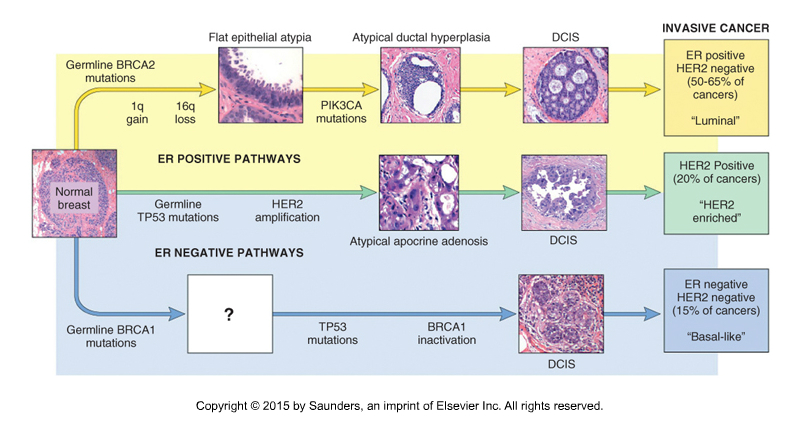 INVASIVE CANCER
Flat epithelial atypia
Atypical ductal hyperplasia
DCIS
Germline BRCA2
mutations
1q
gain
16q
loss
PIK3CA
mutations
ER positive
HER2 negative
(50-65% of
cancers)
“Luminal”
ER POSITIVE PATHWAYS
Normal
breast
Germline
TP53 mutations
HER2
amplification
Atypical apocrine adenosis
DCIS
HER2 Positive
(20% of cancers)
“HER2
enriched”
ER NEGATIVE PATHWAYS
Germline BRCA1
mutations
?
TP53
mutations
BRCA1
inactivation
DCIS
ER negative
HER2 negative
(15% of cancers)
“Basal-like”
Copyright © 2015 by Saunders, an imprint of Elsevier Inc. All rights reserved.